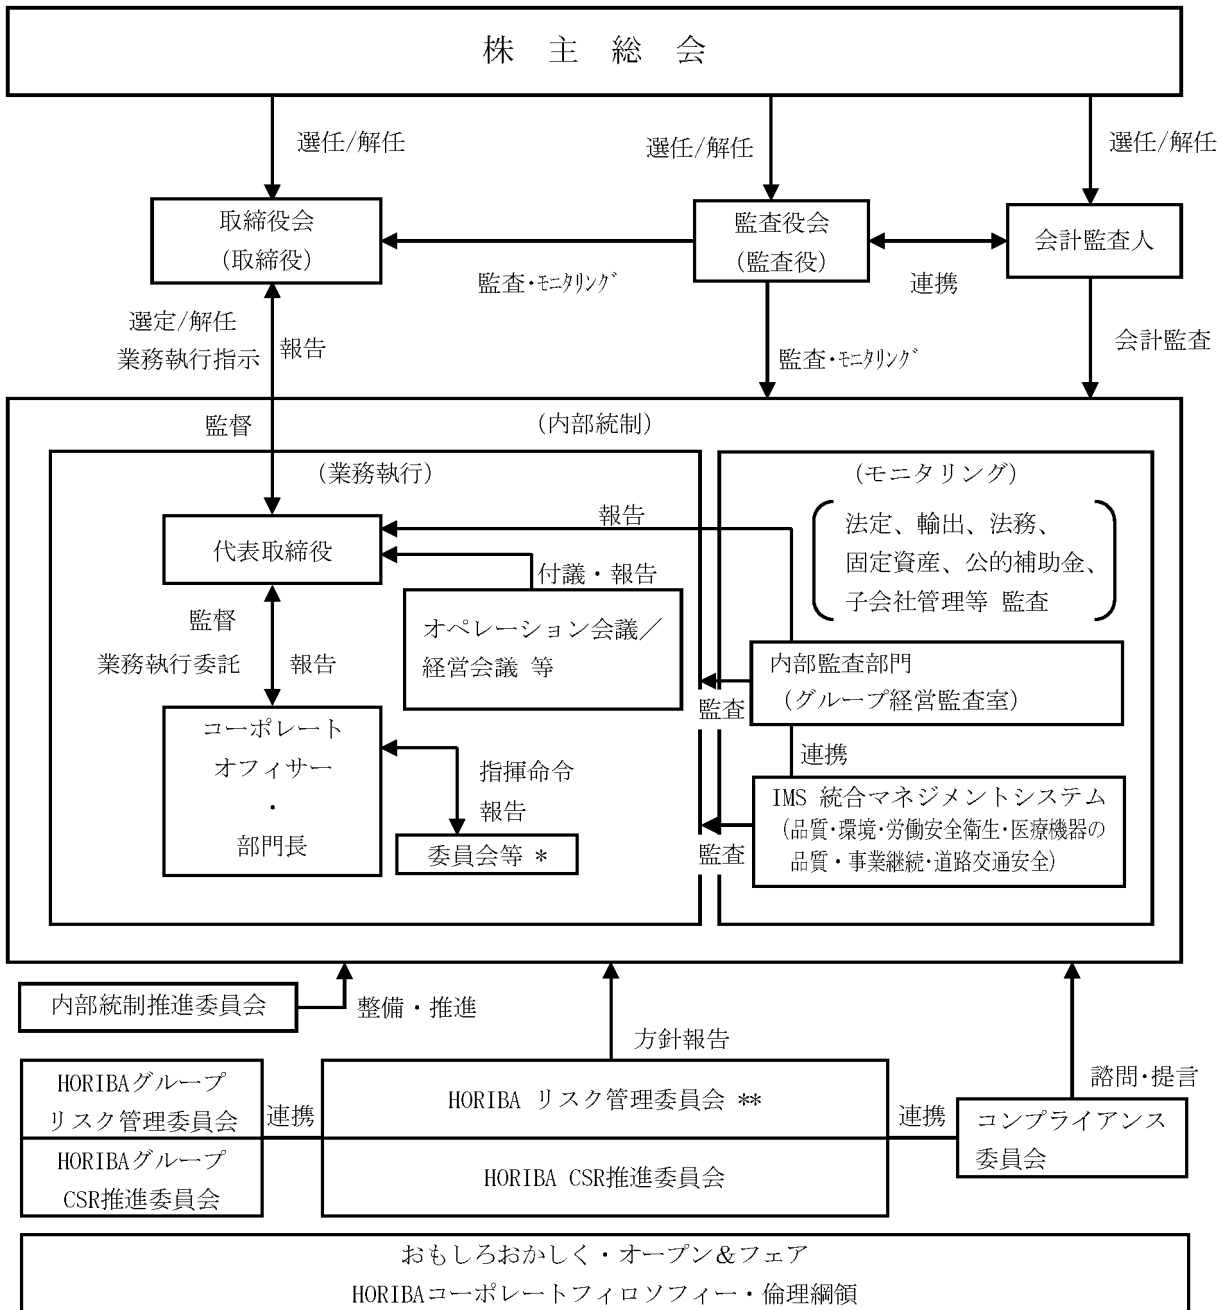 株 主 総 会
選任/解任
選任/解任
選任/解任
取締役会
(取締役)
監査役会
(監査役)
会計監査人
監査・モニタリング
連携
選定/解任
業務執行指示
報告
監査・モニタリング
会計監査
監督
(内部統制)
(業務執行)
(モニタリング)
代表取締役
報告
法定、輸出、法務、
固定資産、公的補助金、
子会社管理等 監査
付議・報告
オペレーション会議/
経営会議 等
監督
業務執行委託
報告
内部監査部門
(グループ経営監査室)
監査
コーポレート
オフィサー
・
部門長
指揮命令
報告
委員会等 *
連携
IMS 統合マネジメントシステム
(品質・環境・労働安全衛生・医療機器の
品質・事業継続・道路交通安全)
監査
内部統制推進委員会
整備・推進
方針報告
諮問・提言
HORIBAグループ
リスク管理委員会
連携
HORIBA リスク管理委員会 **
連携
コンプライアンス
委員会
HORIBAグループ
CSR推進委員会
HORIBA CSR推進委員会
おもしろおかしく・オープン&フェア
HORIBAコーポレートフィロソフィー・倫理綱領